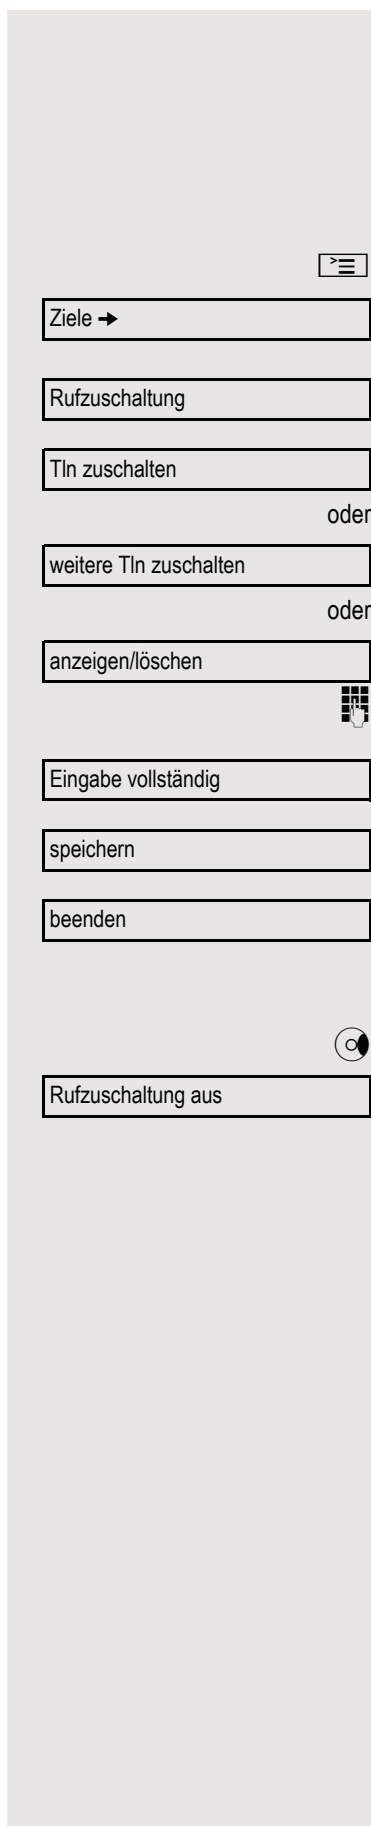 Ziele ➔
Rufzuschaltung
Tln zuschalten
oder
weitere Tln zuschalten
oder
anzeigen/löschen
Eingabe vollständig
speichern
beenden
Rufzuschaltung aus